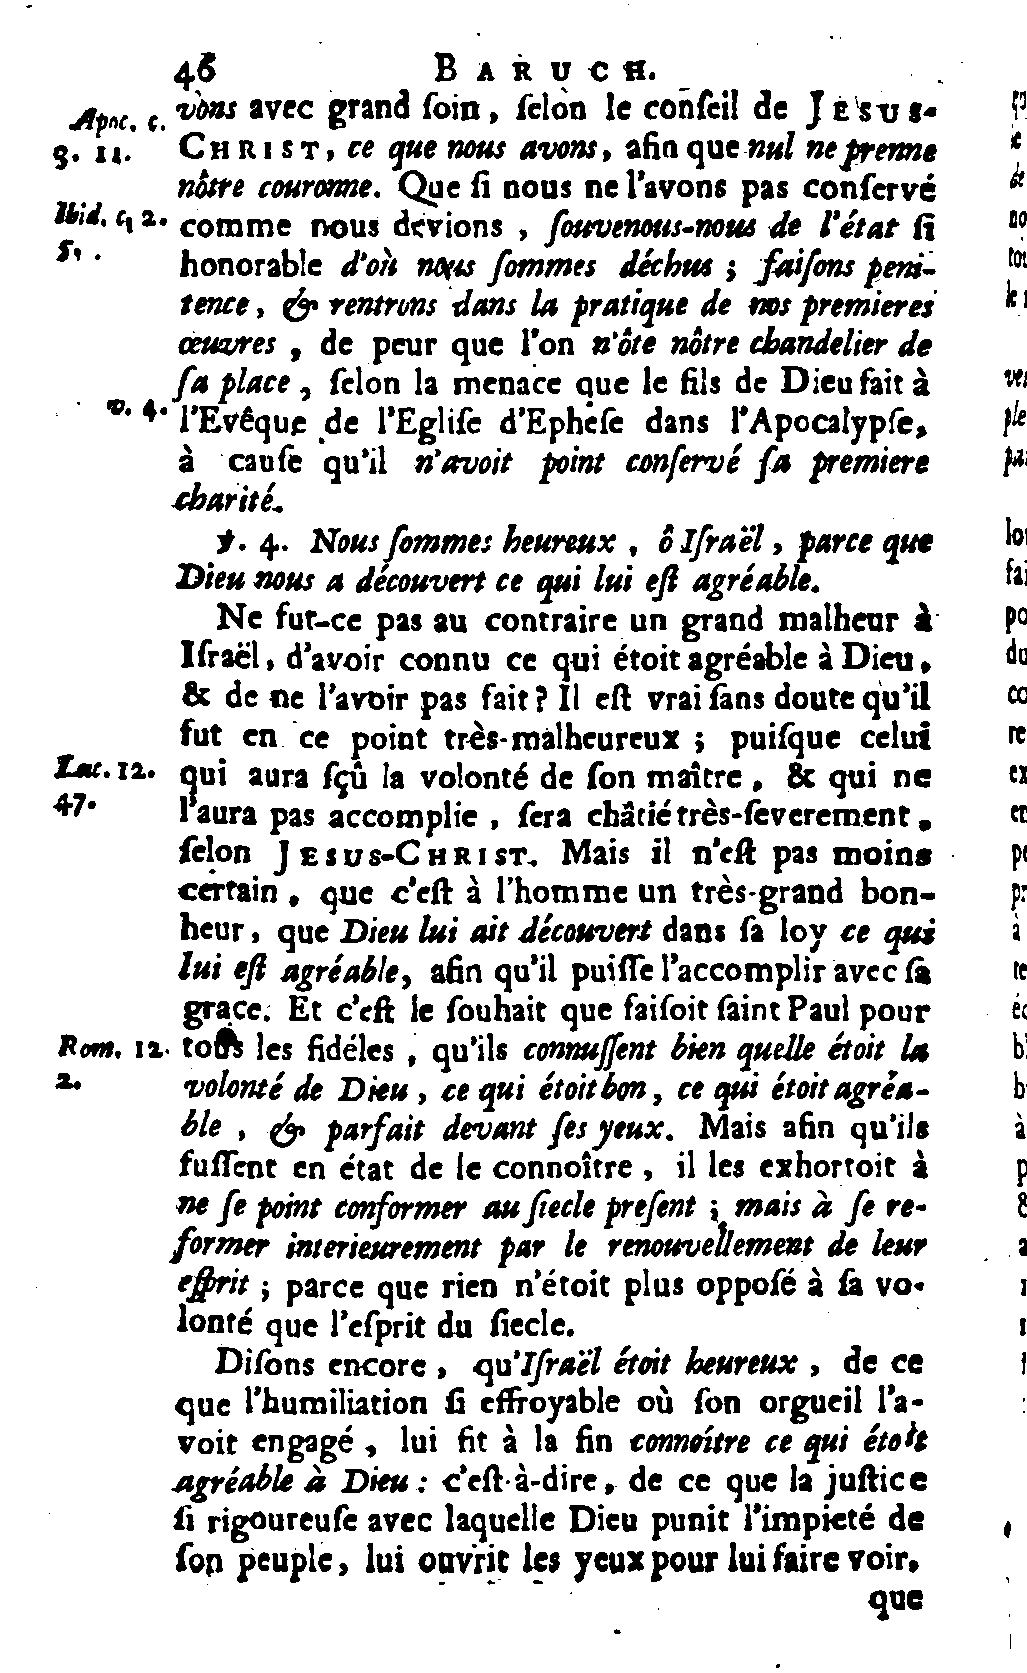 46 BARUCH.
vons avec grand ſoin, ſelon le conſeil de JESUS-
Apoc. c. 3. 11.
CHRIST, ce que nous avons, afin que nul ne prenne
nôtre couronne. Que ſi nous ne l'avons pas conſervé
Ibid. c, 2. 5.
comme nous devions, ſouvenons-nous de l'état ſi
honorable d'où nous ſommes déchus; faiſons peni-
tence, & rentrons dans la pratique de nos premieres
œuvres, de peur que l'on n'ôte nôtre chandelier de
ſa place, ſelon la menace que le fils de Dieu fait à
v. 4.
l'Evêque de l'Egliſe d'Epheſe dans l'Apocalypſe,
à cauſe qu'il n'avoit point conſervé ſa premiere
charité.
℣. 4. Nous ſommes heureux, ô Iſraël, parce que
Dieu nous a découvert ce qui lui eſt agréable.
Ne fut-ce pas au contraire un grand malheur à
Iſraël, d'avoir connu ce qui étoit agréable à Dieu,
& de ne l'avoir pas fait? Il eſt vrai ſans doute qu'il
fut en ce point très-malheureux; puiſque celui
Luc. 12. 47.
qui aura ſçû la volonté de ſon maître, & qui ne
l'aura pas accomplie, ſera châtié très-ſeverement,
ſelon JESUS-CHRIST. Mais il n'eſt pas moins
certain, que c'eſt à l'homme un très-grand bon-
heur, que Dieu lui ait découvert dans ſa loy ce qui
lui eſt agréable, afin qu'il puiſſe l'accomplir avec ſa
grace. Et c'eſt le ſouhait que faiſoit ſaint Paul pour
Rom. 12. 2.
tous les fidéles, qu'ils connuſſent bien quelle étoit la
volonté de Dieu, ce qui étoit bon, ce qui étoit agréa-
ble, & parfait devant ſes yeux. Mais afin qu'ils
fuſſent en état de le connoître, il les exhortoit à
ne ſe point conformer au ſiecle preſent; mais à ſe re-
former interieurement par le renouvellement de leur
eſprit; parce que rien n'étoit plus oppoſé à ſa vo-
lonté que l'eſprit du ſiecle.
Diſons encore, qu'Iſraël étoit heureux, de ce
que l'humiliation ſi effroyable où ſon orgueil l'a-
voit engagé, lui fit à la fin connoître ce qui étoit
agréable à Dieu: c'eſt-à-dire, de ce que la juſtice
ſi rigoureuſe avec laquelle Dieu punit l'impieté de
ſon peuple, lui ouvrit les yeux pour lui faire voir,
que